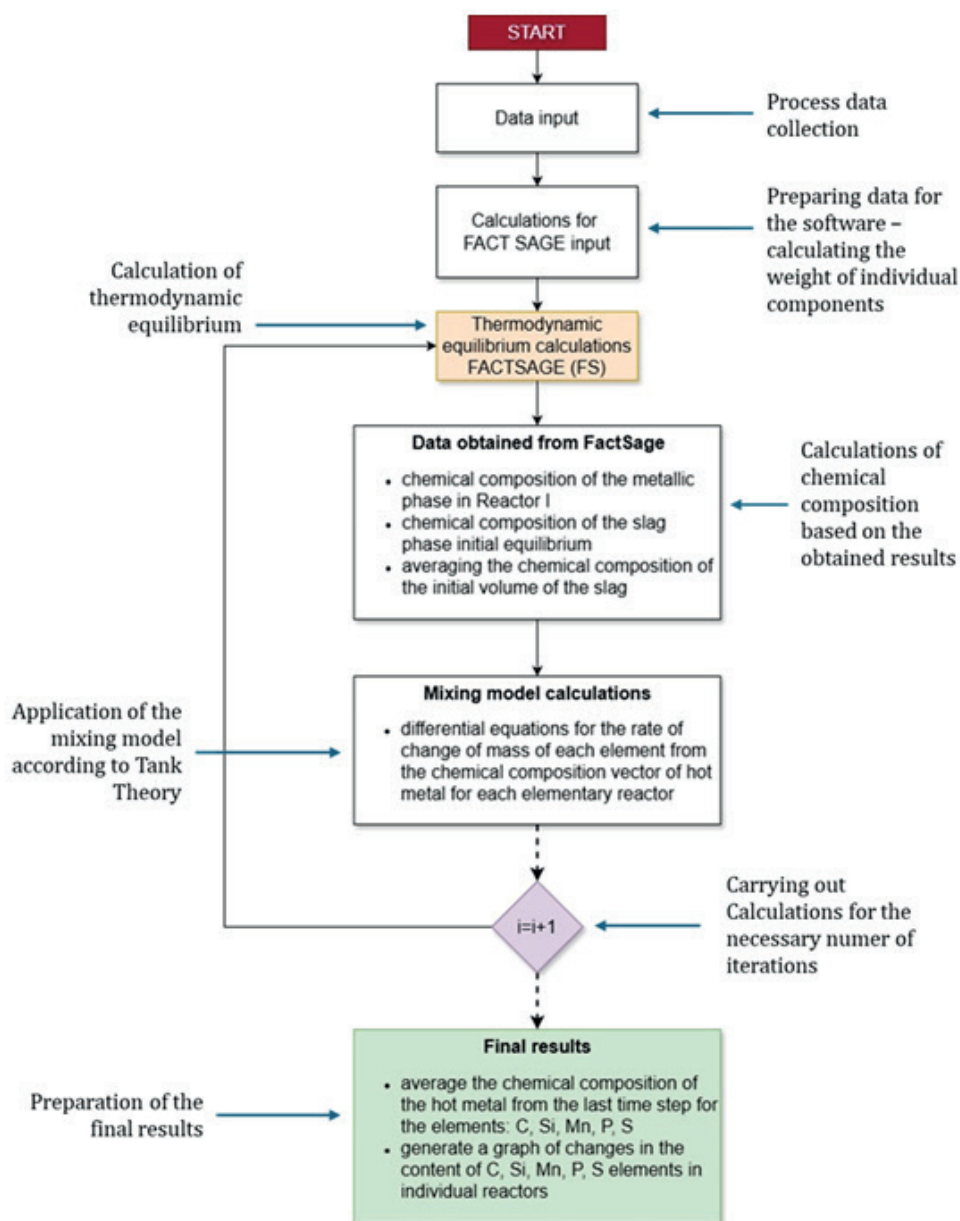 START
Data input
Process data
collection
Calculations for
FACT SAGE input
Preparing data for
the software –
calculating the
weight of individual
components
Calculation of
thermodynamic
equilibrium
Thermodynamic
equilibrium calculations
FACTSAGE (FS)
Data obtained from FactSage
• chemical composition of the metallic
phase in Reactor I
• chemical composition of the slag
phase initial equilibrium
• averaging the chemical composition of
the initial volume of the slag
Calculations of
chemical
composition
based on the
obtained results
Mixing model calculations
• differential equations for the rate of
change of mass of each element from
the chemical composition vector of hot
metal for each elementary reactor
Application of the
mixing model
according to Tank
Theory
i=i+1
Carrying out
Calculations for the
necessary numer of
iterations
Final results
• average the chemical composition of
the hot metal from the last time step for
the elements: C, Si, Mn, P, S
• generate a graph of changes in the
content of C, Si, Mn, P, S elements in
individual reactors
Preparation of the
final results